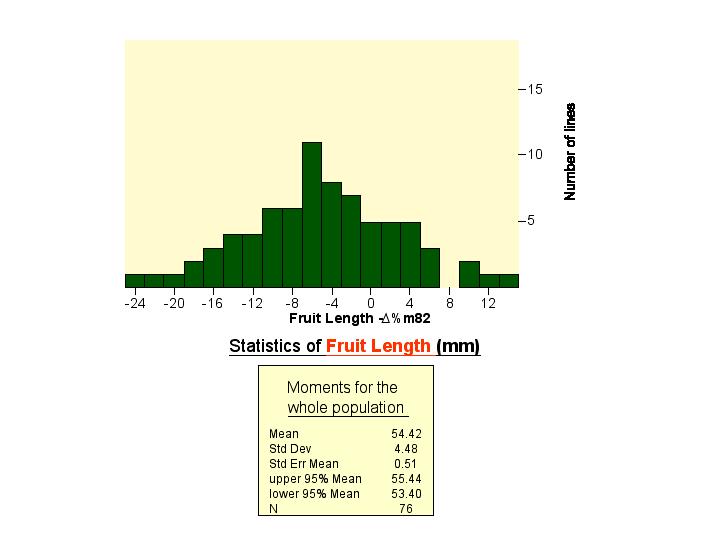 15
10
5
Number of lines
-24 -20 -16 -12 -8 -4 0 4 8 12
Fruit Length -Δ%m82
Statistics of Fruit Length (mm)
Moments for the
whole population
Mean 54.42
Std Dev 4.48
Std Err Mean 0.51
upper 95% Mean 55.44
lower 95% Mean 53.40
N 76